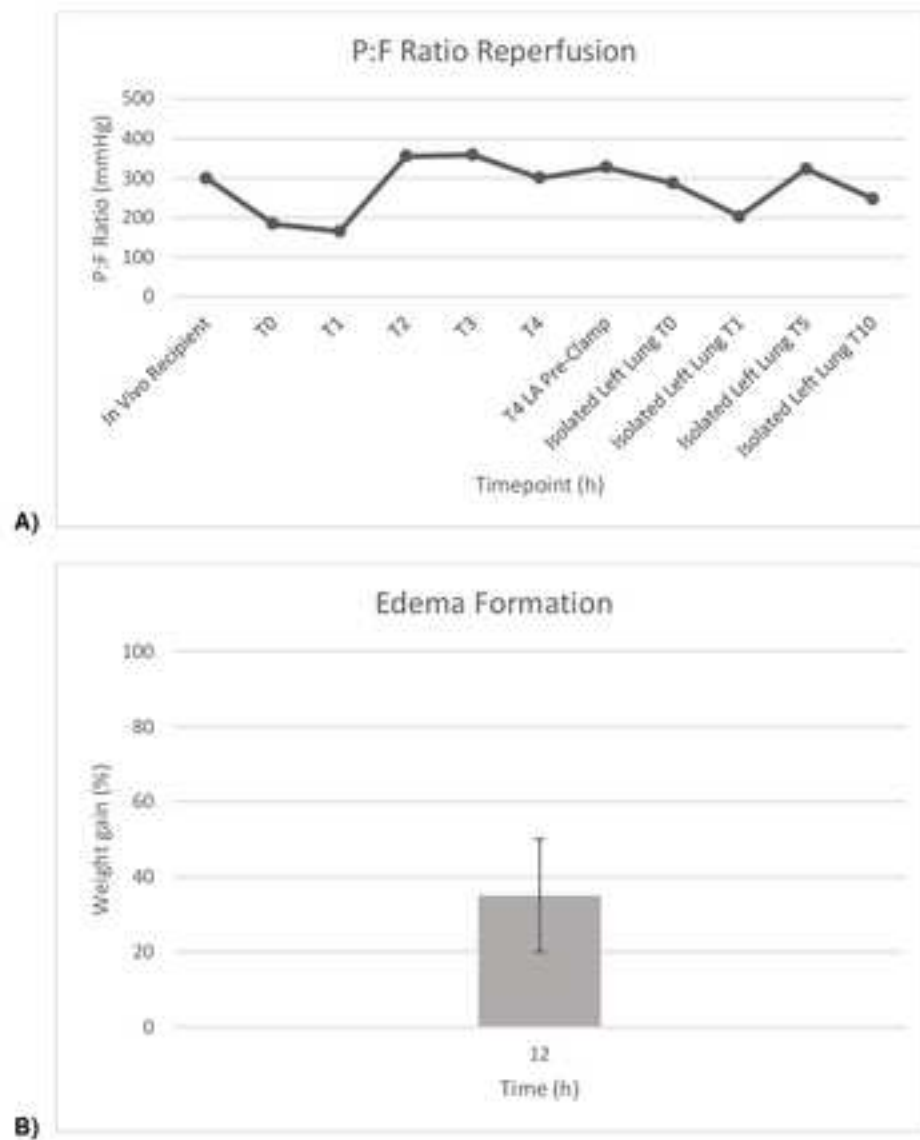 P:F Ratio Reperfusion
P:F Ratio (mmHg)
500
400
300
200
100
0
In Vivo Recipient
T0
T1
T2
T3
T4
T4 LA Pre-Clamp
Isolated Left Lung T0
Isolated Left Lung T1
Isolated Left Lung T5
Isolated Left Lung T10
Timepoint (h)
A)
Edema Formation
Weight gain (%)
100
80
60
40
20
0
12
Time (h)
B)